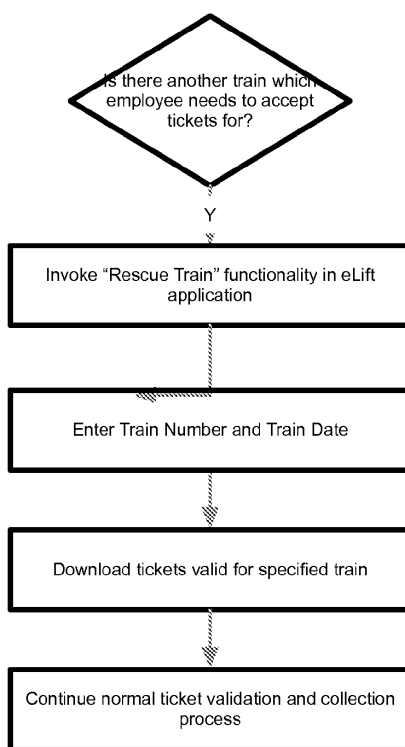 Is there another train which
employee needs to accept
tickets for?
Y
Invoke “Rescue Train” functionality in eLift
application
Enter Train Number and Train Date
Download tickets valid for specified train
Continue normal ticket validation and collection
process